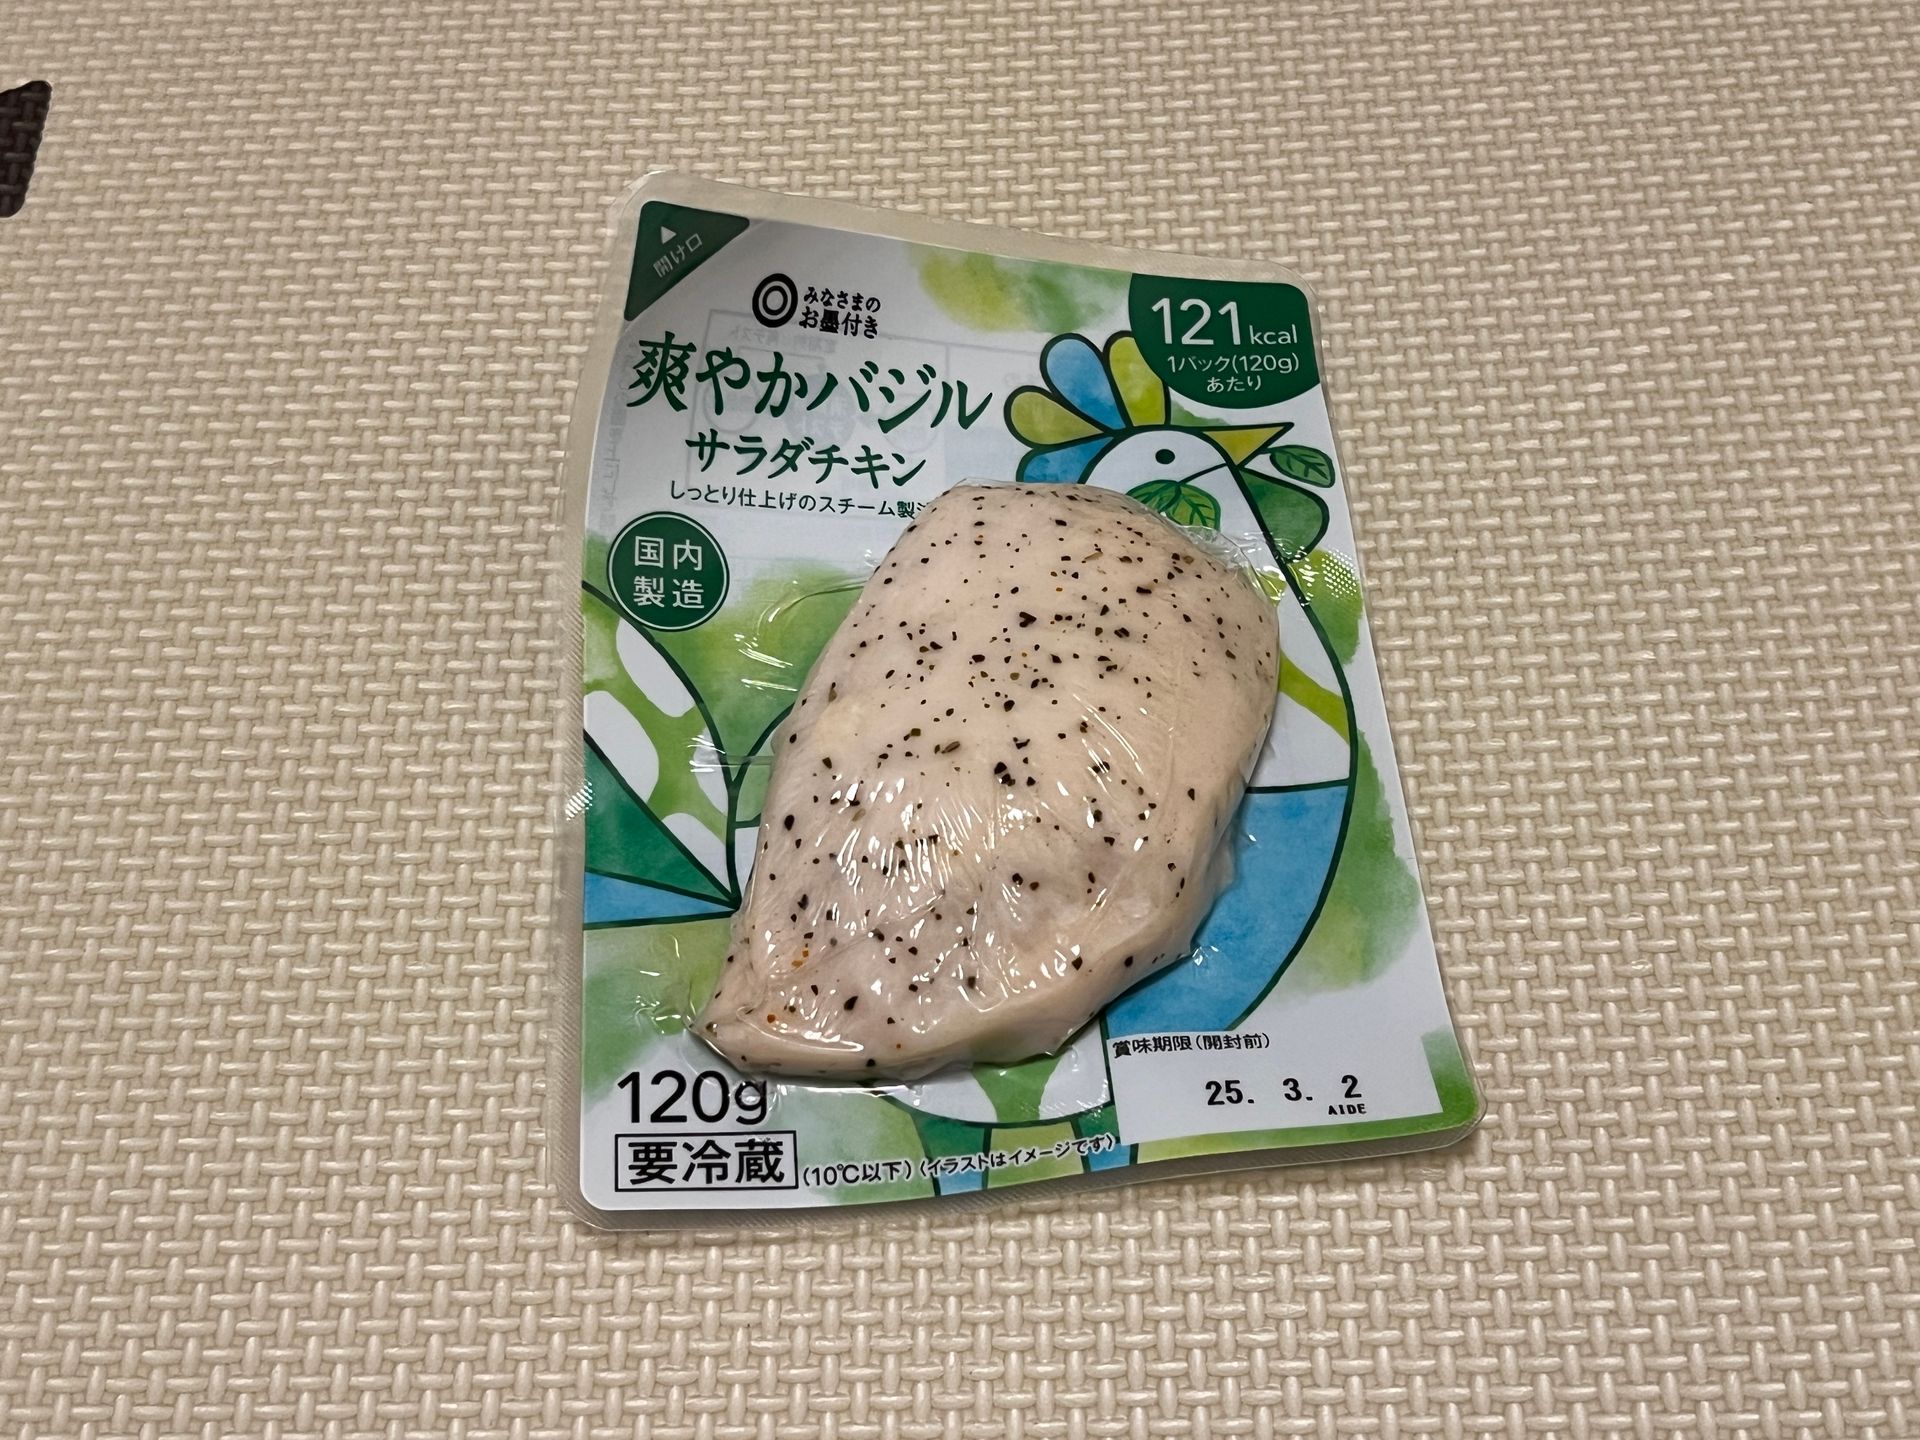 開け口
みなさまの
お墨付き
121kcal
1パック(120g)
あたり
爽やかバジル
サラダチキン
しっとり仕上げのスチーム製
国内
製造
賞味期限(開封前)
25. 3. 2
AIDE
120g
要冷蔵 (10℃以下) (イラストはイメージです)